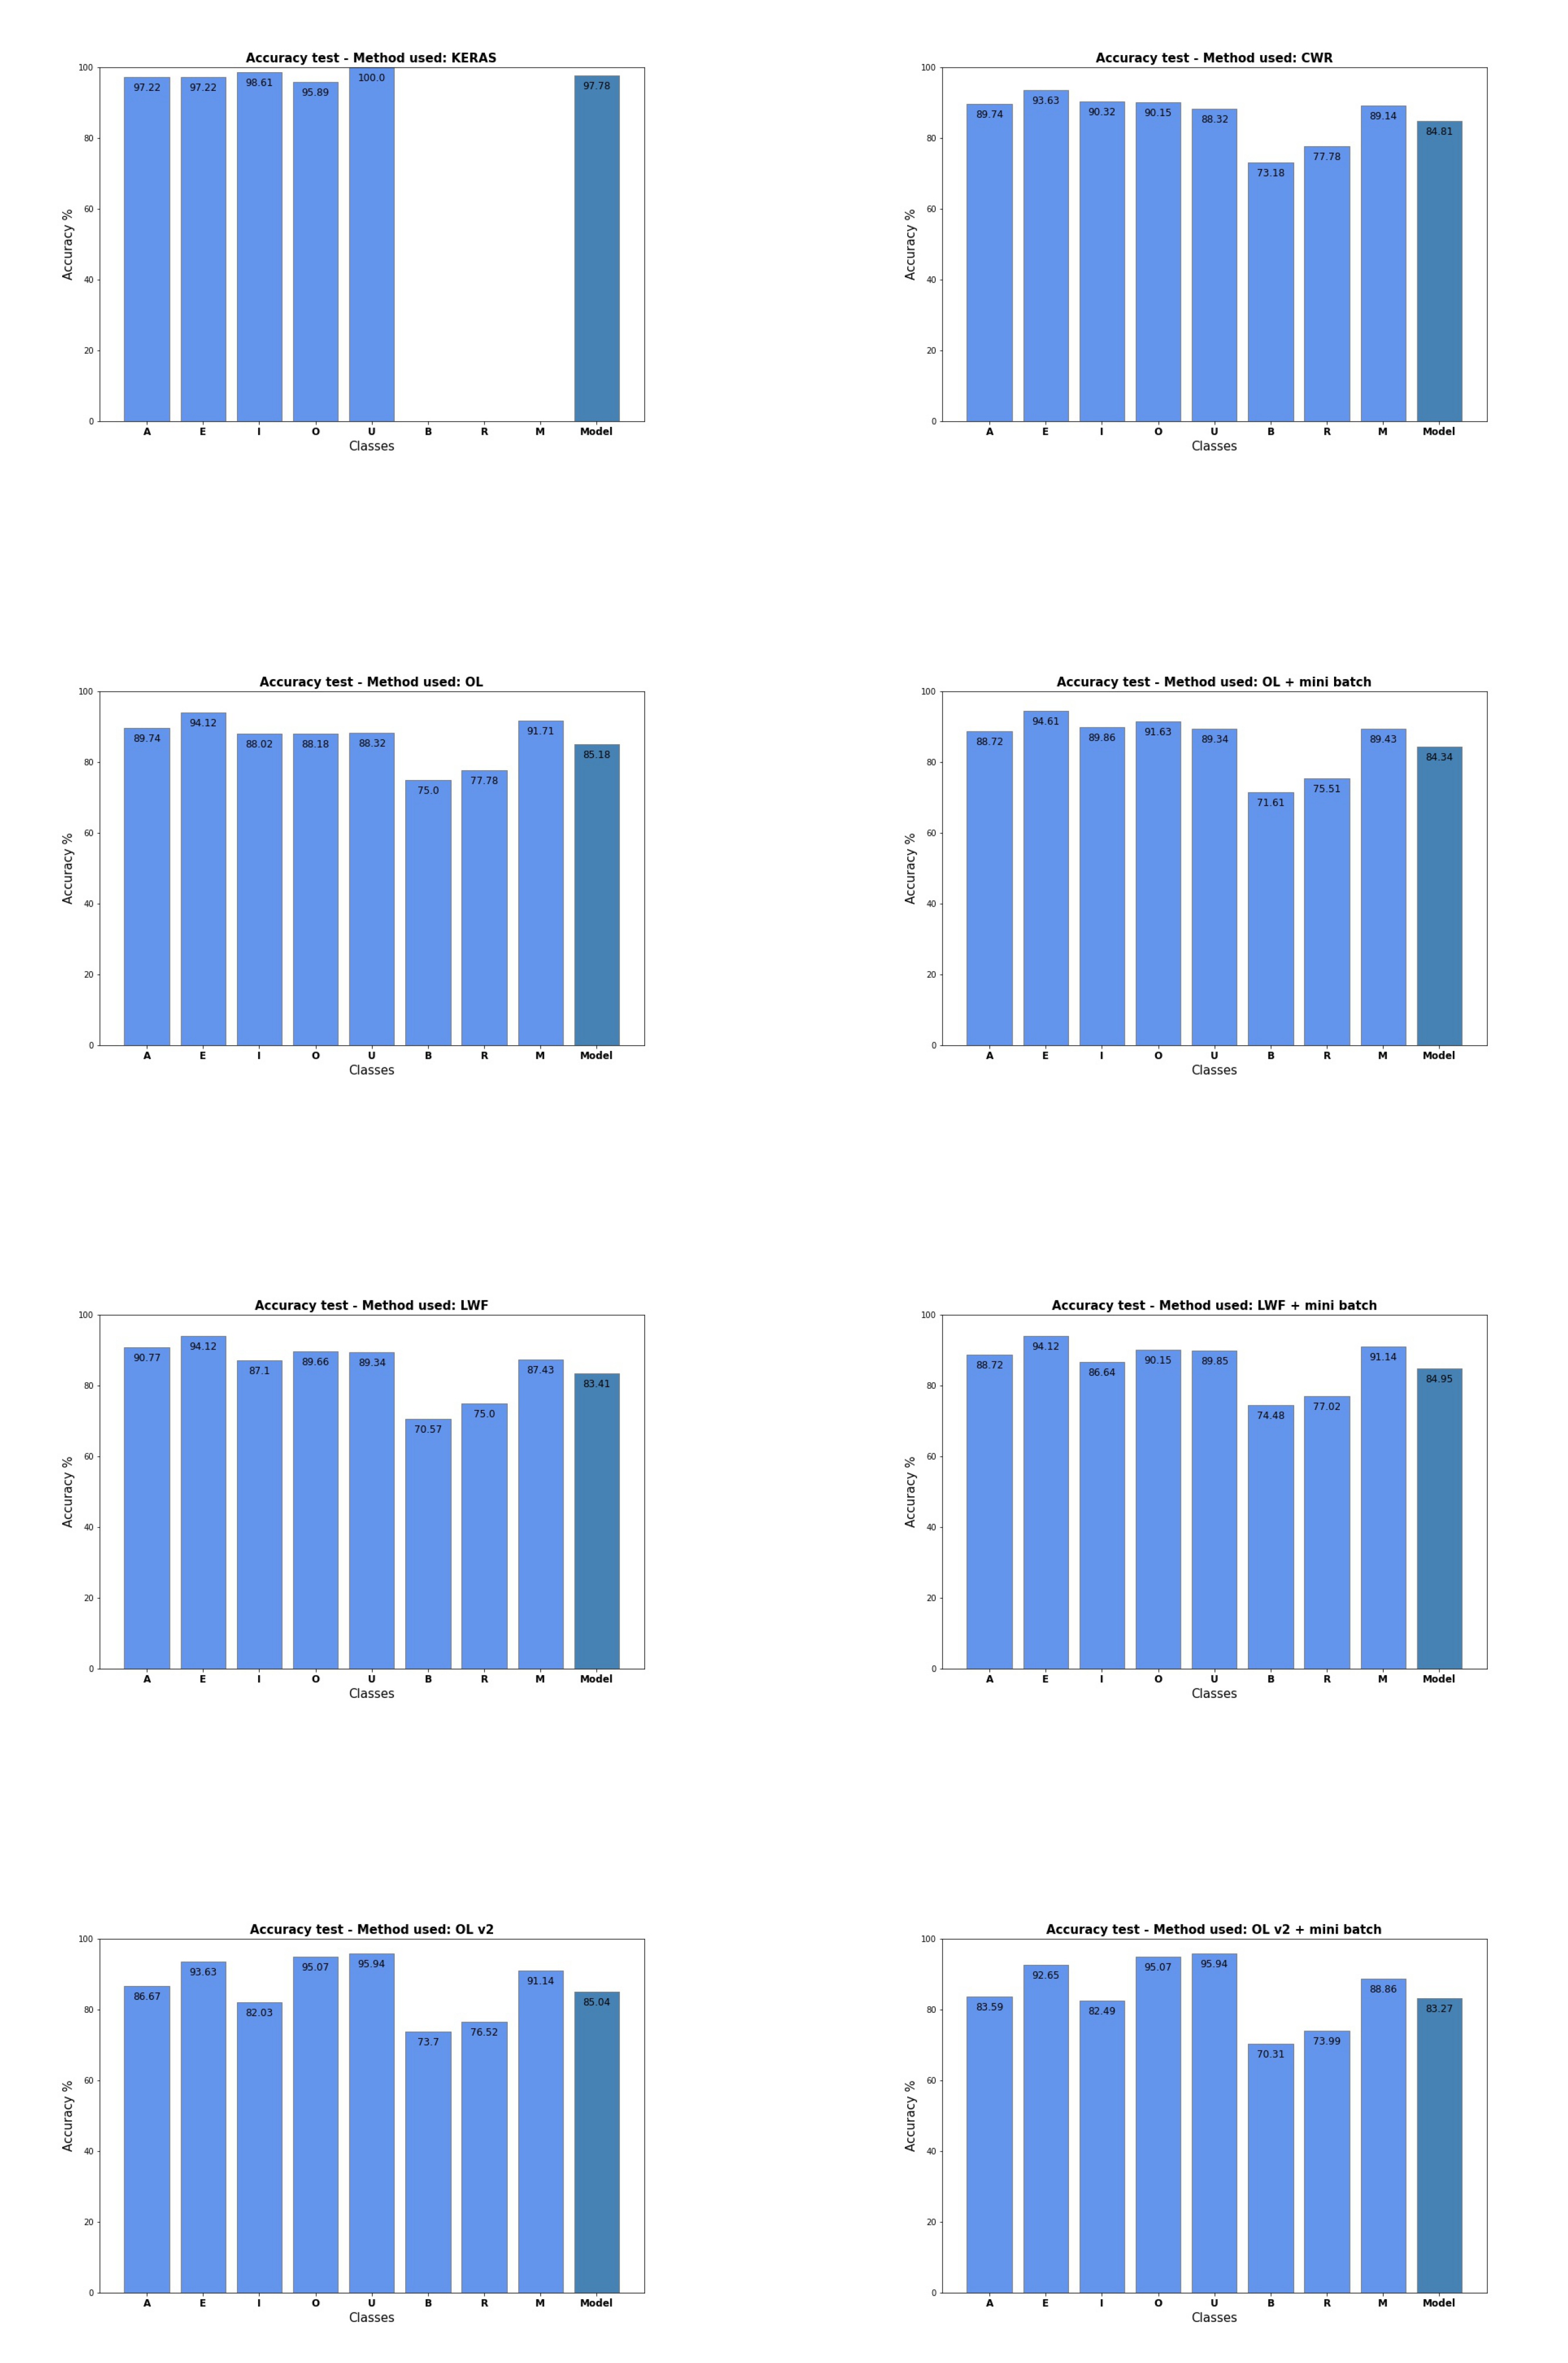 Accuracy test - Method used: KERAS
100
80
60
40
20
0
Accuracy %
97.22 97.22 98.61 95.89 100.0 97.78
A E I O U B R M Model
Classes
Accuracy test - Method used: CWR
100
80
60
40
20
0
Accuracy %
89.74 93.63 90.32 90.15 88.32 73.18 77.78 89.14 84.81
A E I O U B R M Model
Classes
Accuracy test - Method used: OL
100
80
60
40
20
0
Accuracy %
89.74 94.12 88.02 88.18 88.32 75.0 77.78 91.71 85.18
A E I O U B R M Model
Classes
Accuracy test - Method used: OL + mini batch
100
80
60
40
20
0
Accuracy %
88.72 94.61 89.86 91.63 89.34 71.61 75.51 89.43 84.34
A E I O U B R M Model
Classes
Accuracy test - Method used: LWF
100
80
60
40
20
0
Accuracy %
90.77 94.12 87.1 89.66 89.34 70.57 75.0 87.43 83.41
A E I O U B R M Model
Classes
Accuracy test - Method used: LWF + mini batch
100
80
60
40
20
0
Accuracy %
88.72 94.12 86.64 90.15 89.85 74.48 77.02 91.14 84.95
A E I O U B R M Model
Classes
Accuracy test - Method used: OL v2
100
80
60
40
20
0
Accuracy %
86.67 93.63 82.03 95.07 95.94 73.7 76.52 91.14 85.04
A E I O U B R M Model
Classes
Accuracy test - Method used: OL v2 + mini batch
100
80
60
40
20
0
Accuracy %
83.59 92.65 82.49 95.07 95.94 70.31 73.99 88.86 83.27
A E I O U B R M Model
Classes